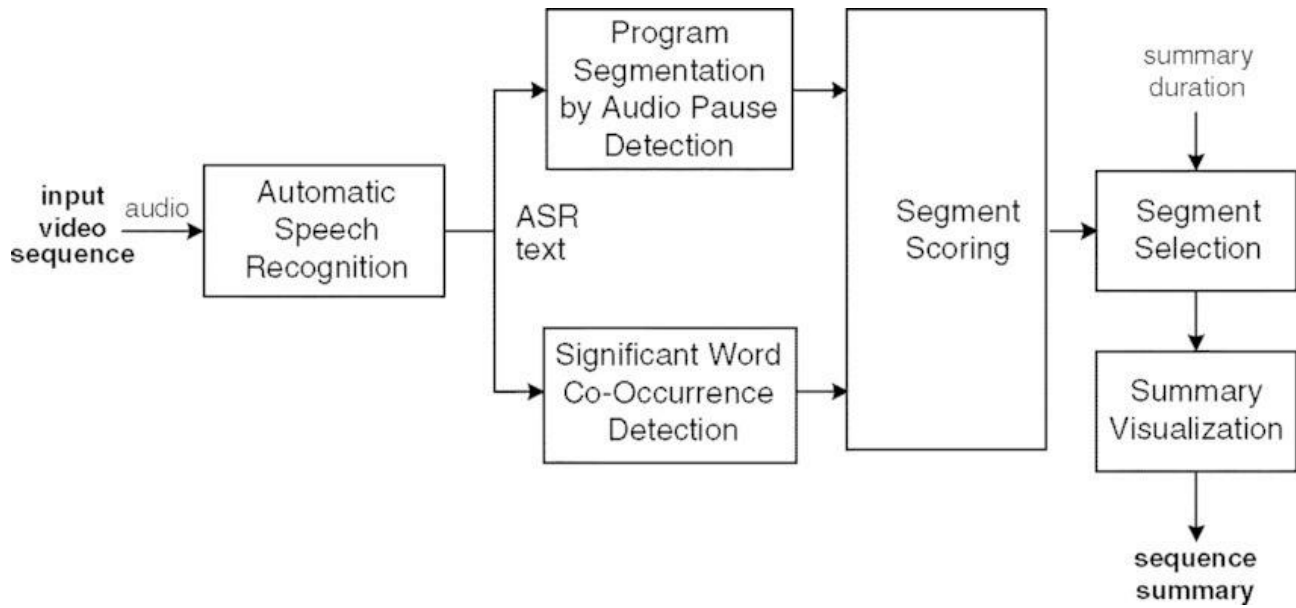 input
video
sequence
audio
Automatic
Speech
Recognition
ASR
text
Program
Segmentation
by Audio Pause
Detection
Significant Word
Co-Occurrence
Detection
Segment
Scoring
summary
duration
Segment
Selection
Summary
Visualization
sequence
summary